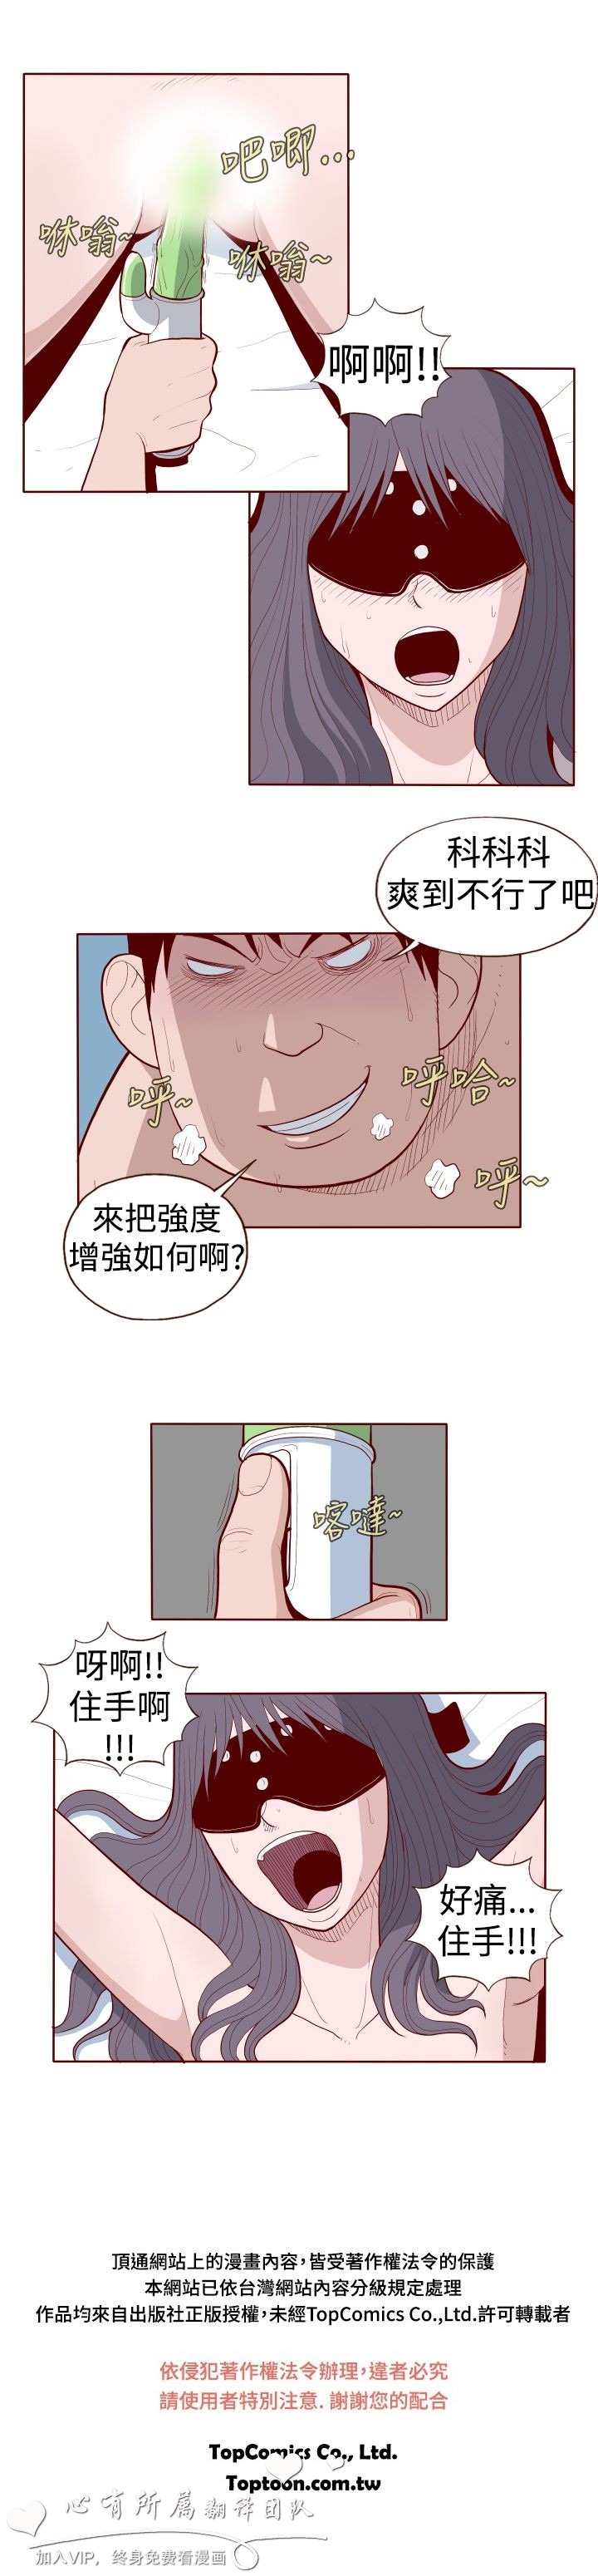 吧唧...
咻嗡~
咻嗡~
啊啊!!
科科科
爽到不行了吧
呼~
呼哈~
呼~
來把強度
增強如何啊?
喀噠~
呀啊!!
住手啊
!!!
好痛...
住手!!!
頂通網站上的漫畫內容，皆受著作權法令的保護
本網站已依台灣網站內容分級規定處理
作品均來自出版社正版授權，未經TopComics Co.,Ltd.許可轉載者
依侵犯著作權法令辦理，違者必究
請使用者特別注意. 謝謝您的配合
TopComics Co., Ltd.
Toptoon.com.tw
心有所属翻译团队
加入VIP，终身免费看漫画